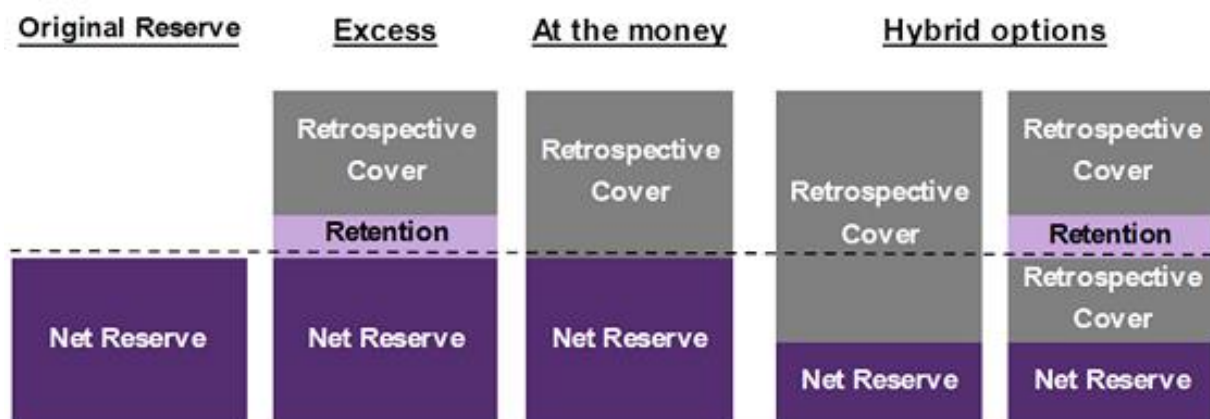 Original Reserve
Excess
At the money
Hybrid options
Net Reserve
Retrospective
Cover
Retention
Net Reserve
Retrospective
Cover
Net Reserve
Retrospective
Cover
Net Reserve
Retrospective
Cover
Retention
Retrospective
Cover
Net Reserve